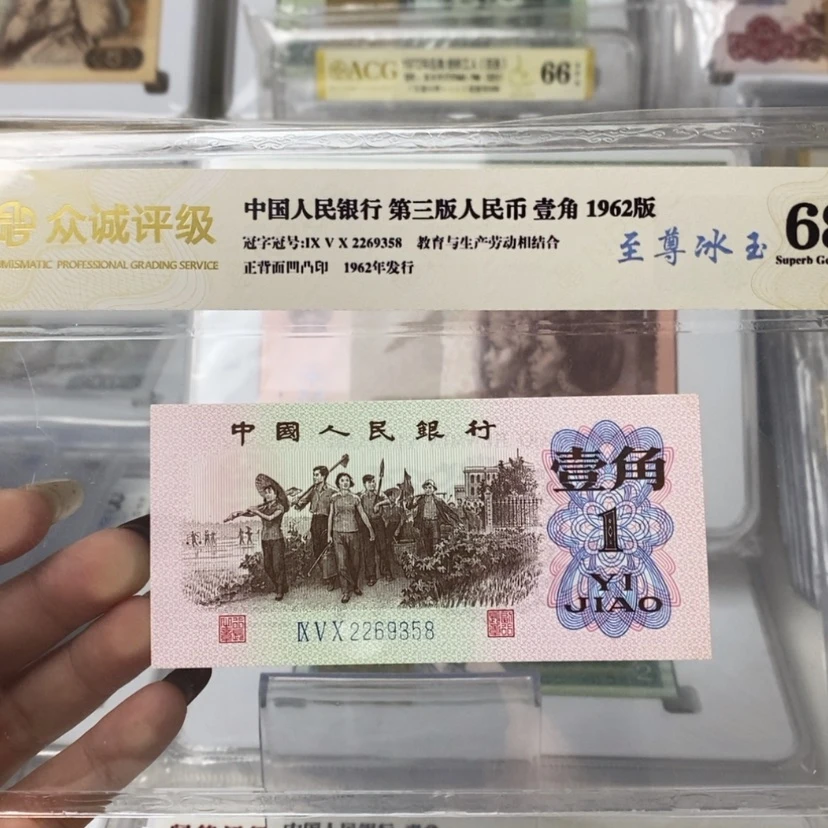 ACG
66
众诚评级
NUMISMATIC PROFESSIONAL GRADING SERVICE
中国人民银行 第三版人民币 壹角 1962版
冠字冠号:IX V X 2269358 教育与生产劳动相结合
正背面凹凸印 1962年发行
至尊冰玉
68
Superb Ge
中國人民銀行
壹角
1
YI
JIAO
ⅨVX2269358